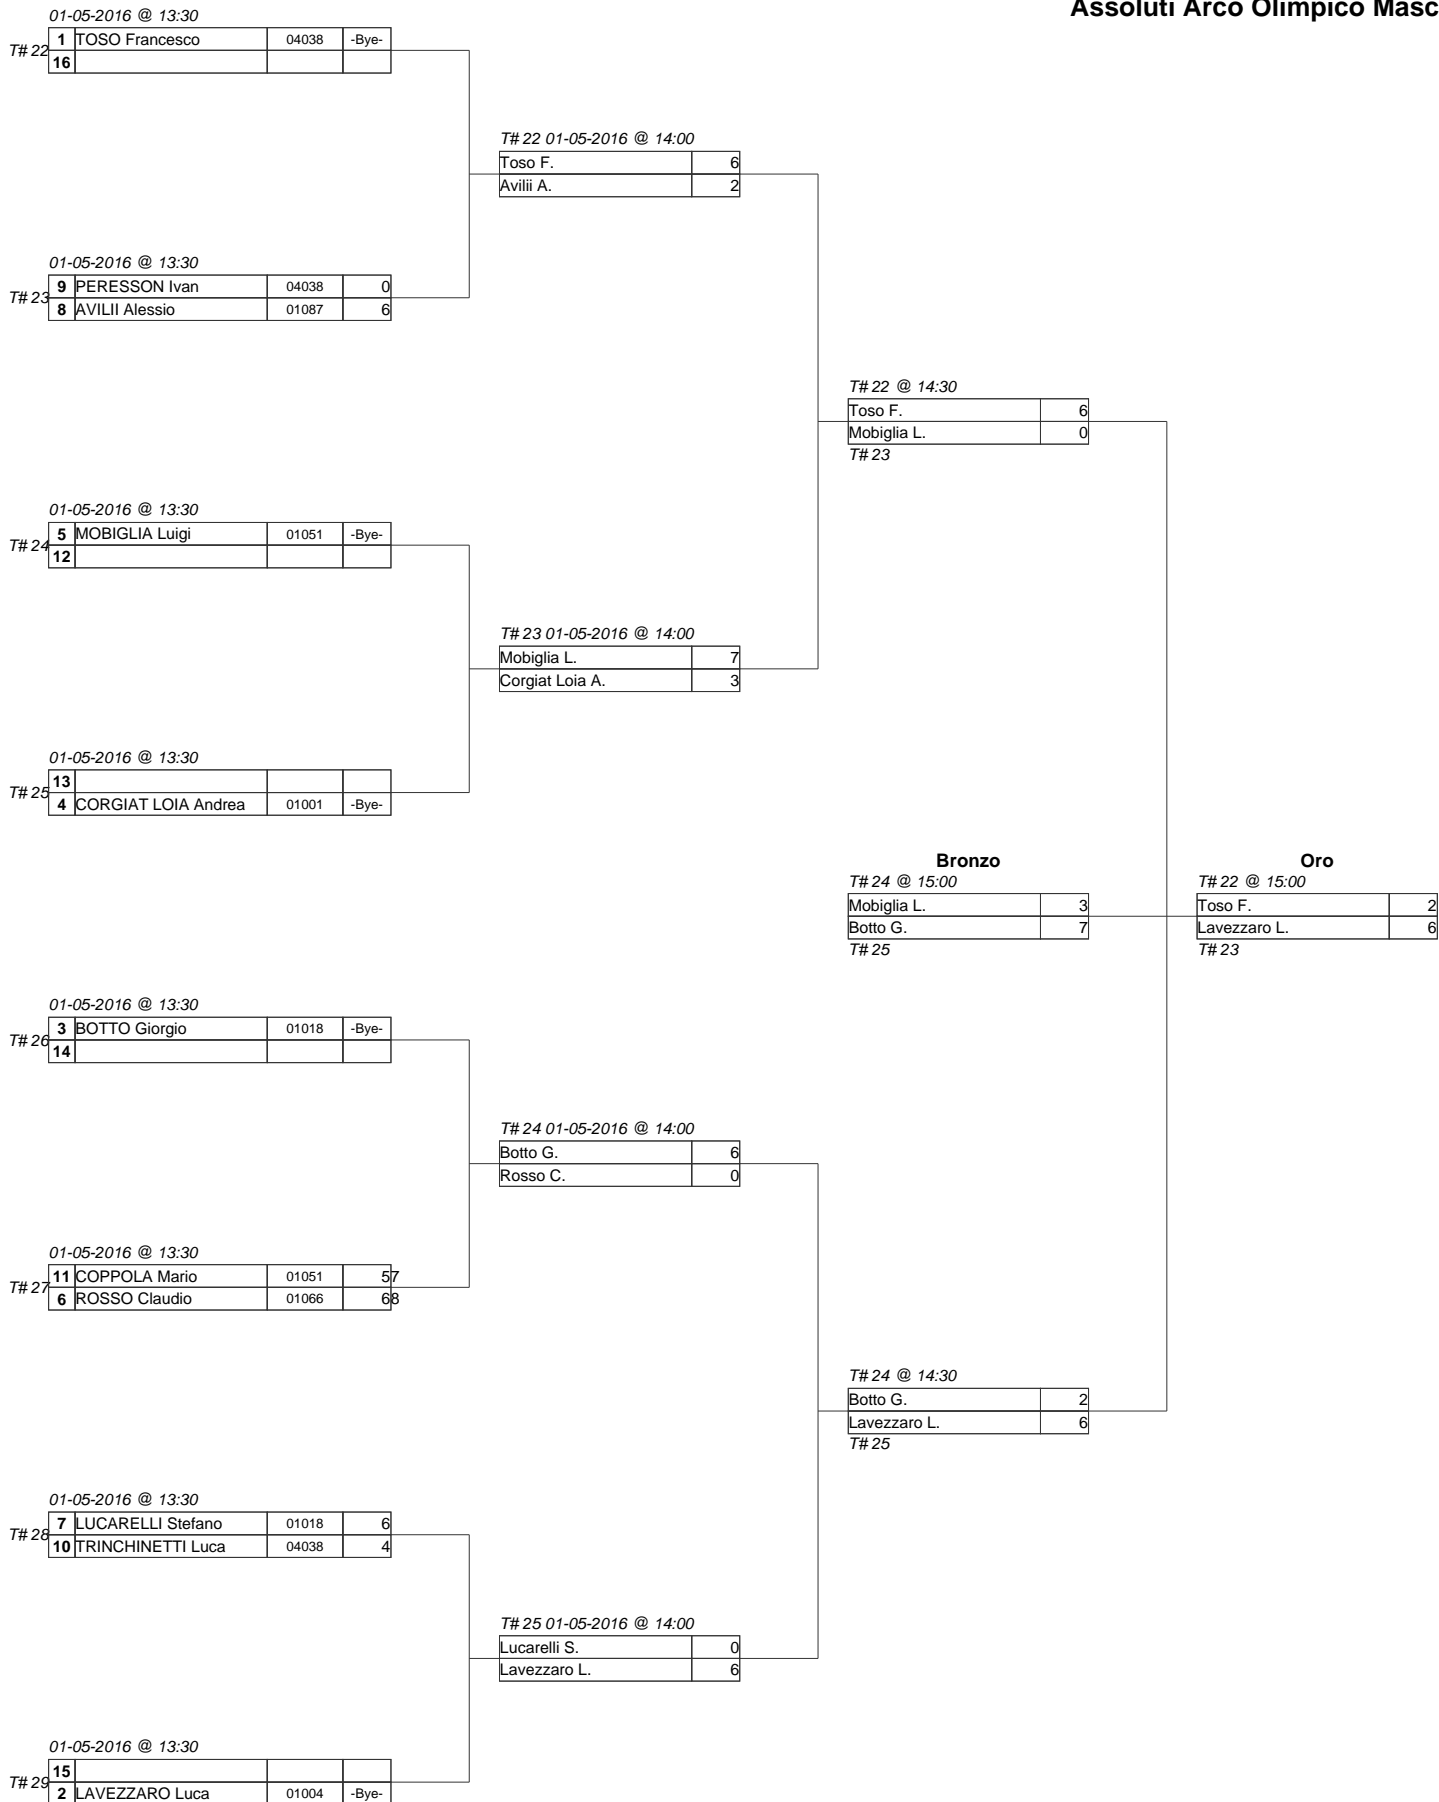 Assoluti Arco Olimpico Masc
01-05-2016 @ 13:30
T# 22
1 TOSO Francesco 04038 -Bye-
16
T# 22 01-05-2016 @ 14:00
Toso F. 6
Avilii A. 2
01-05-2016 @ 13:30
T# 23
9 PERESSON Ivan 04038 0
8 AVILII Alessio 01087 6
T# 22 @ 14:30
Toso F. 6
Mobiglia L. 0
T# 23
01-05-2016 @ 13:30
T# 24
5 MOBIGLIA Luigi 01051 -Bye-
12
T# 23 01-05-2016 @ 14:00
Mobiglia L. 7
Corgiat Loia A. 3
01-05-2016 @ 13:30
T# 25
13
4 CORGIAT LOIA Andrea 01001 -Bye-
Bronzo
T# 24 @ 15:00
Mobiglia L. 3
Botto G. 7
T# 25
Oro
T# 22 @ 15:00
Toso F. 2
Lavezzaro L. 6
T# 23
01-05-2016 @ 13:30
T# 26
3 BOTTO Giorgio 01018 -Bye-
14
T# 24 01-05-2016 @ 14:00
Botto G. 6
Rosso C. 0
01-05-2016 @ 13:30
T# 27
11 COPPOLA Mario 01051 57
6 ROSSO Claudio 01066 68
T# 24 @ 14:30
Botto G. 2
Lavezzaro L. 6
T# 25
01-05-2016 @ 13:30
T# 28
7 LUCARELLI Stefano 01018 6
10 TRINCHINETTI Luca 04038 4
T# 25 01-05-2016 @ 14:00
Lucarelli S. 0
Lavezzaro L. 6
01-05-2016 @ 13:30
T# 29
15
2 LAVEZZARO Luca 01004 -Bye-